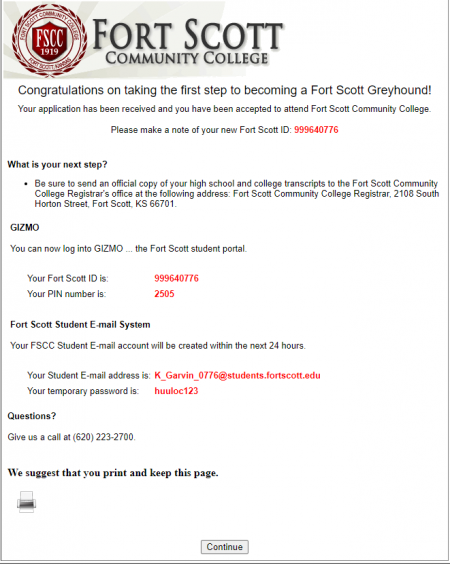 FORT SCOTT COMMUNITY COLLEGE
FSCC
1919
FORT SCOTT, KANSAS
FORT SCOTT
COMMUNITY COLLEGE
Congratulations on taking the first step to becoming a Fort Scott Greyhound!
Your application has been received and you have been accepted to attend Fort Scott Community College.
Please make a note of your new Fort Scott ID: 999640776
What is your next step?
• Be sure to send an official copy of your high school and college transcripts to the Fort Scott Community
College Registrar's office at the following address: Fort Scott Community College Registrar, 2108 South
Horton Street, Fort Scott, KS 66701.
GIZMO
You can now log into GIZMO ... the Fort Scott student portal.
Your Fort Scott ID is: 999640776
Your PIN number is: 2505
Fort Scott Student E-mail System
Your FSCC Student E-mail account will be created within the next 24 hours.
Your Student E-mail address is: K_Garvin_0776@students.fortscott.edu
Your temporary password is: huuloc123
Questions?
Give us a call at (620) 223-2700.
We suggest that you print and keep this page.
Continue